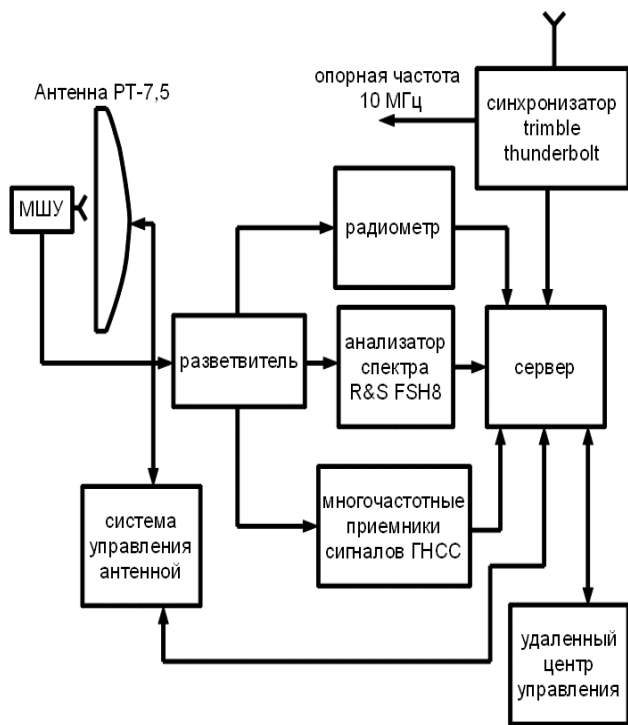 опорная частота
10 МГц
синхронизатор
trimble
thunderbolt
Антенна РТ-7,5
МШУ
радиометр
разветвитель
анализатор
спектра
R&S FSH8
сервер
многочастотные
приемники
сигналов ГНСС
система
управления
антенной
удаленный
центр
управления